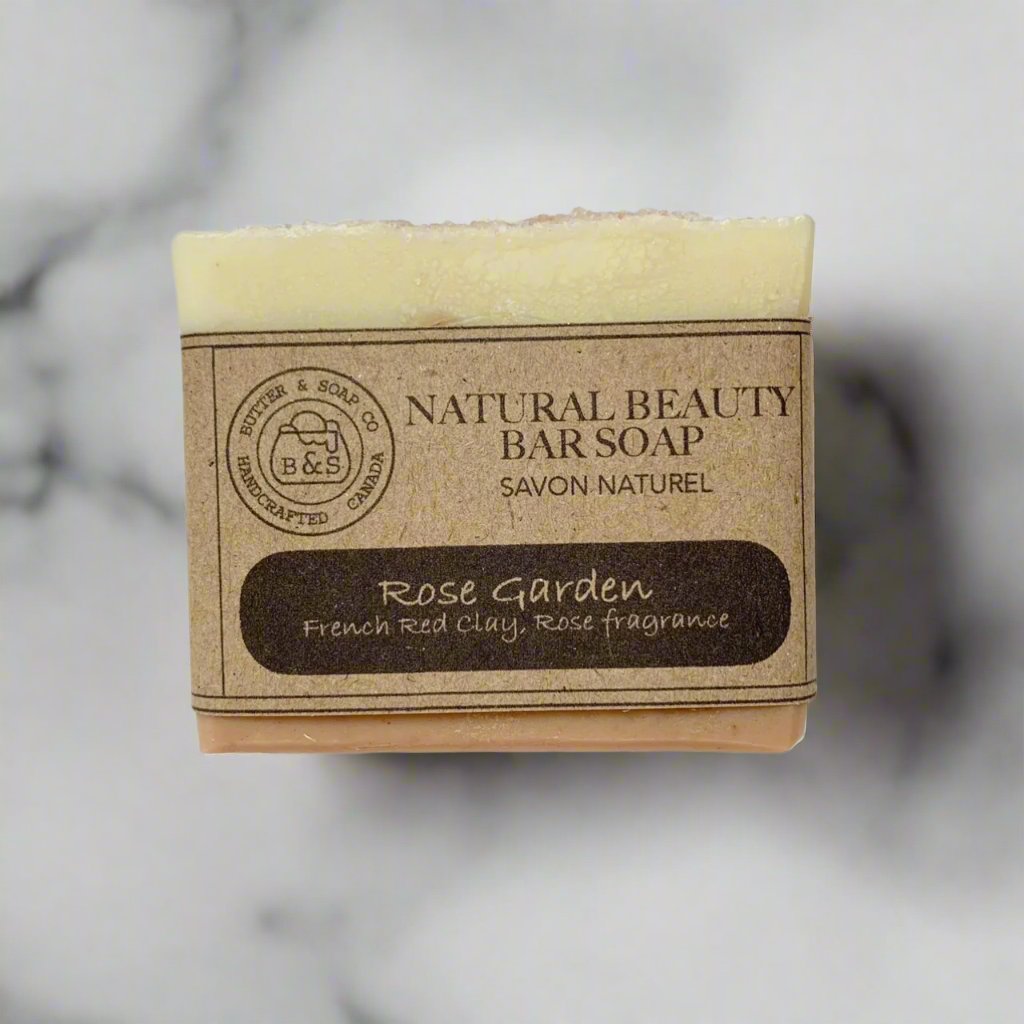 BUTTER & SOAP CO
B&S
HANDCRAFTED CANADA
NATURAL BEAUTY
BAR SOAP
SAVON NATUREL
Rose Garden
French Red Clay, Rose fragrance